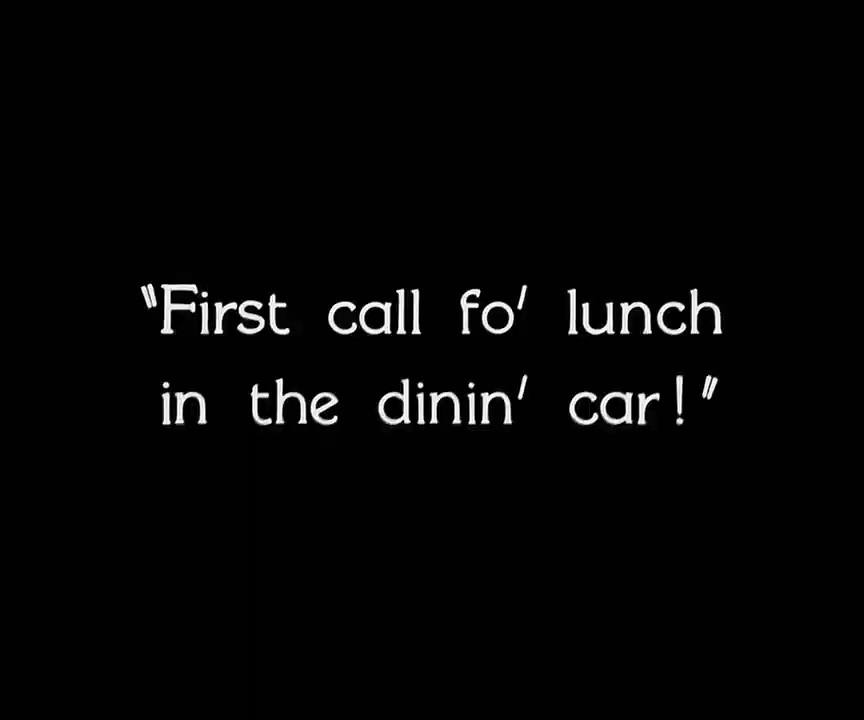 "First call fo' lunch
in the dinin' car!"